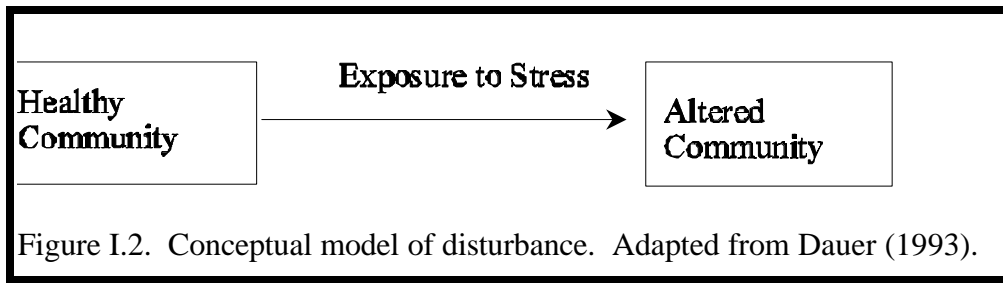 Exposure to Stress
Healthy
Community
Altered
Community
Figure I.2.  Conceptual model of disturbance.  Adapted from Dauer (1993).